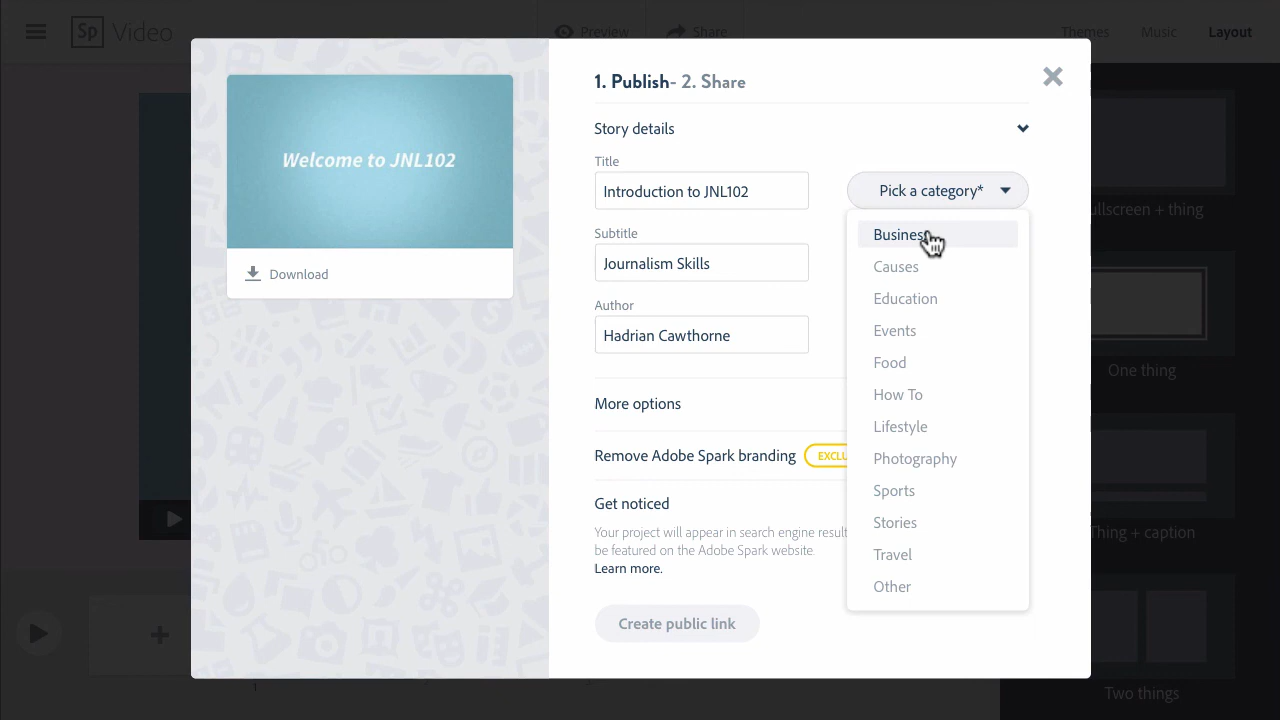 Sp Video
Preview
Share
Themes
Music
Layout
Welcome to JNL102
Download
1. Publish- 2. Share
Story details
Title
Introduction to JNL102
Pick a category*
Subtitle
Journalism Skills
Author
Hadrian Cawthorne
Business
Causes
Education
Events
Food
How To
Lifestyle
Photography
Sports
Stories
Travel
Other
More options
Remove Adobe Spark branding
Get noticed
Your project will appear in search engine
be featured on the Adobe Spark website
Learn more.
Create public link
+ thing
One thing
Thing + caption
Two things